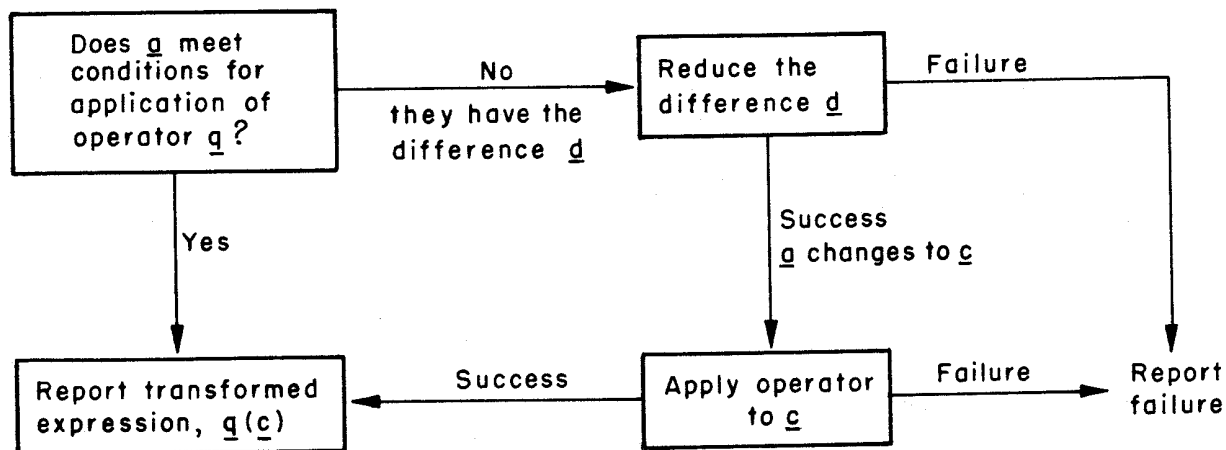 Does a meet
conditions for
application of
operator q?
No
they have the
difference d
Reduce the
difference d
Failure
Yes
Success
a changes to c
Report transformed
expression, q(c)
Success
Apply operator
to c
Failure
Report
failure